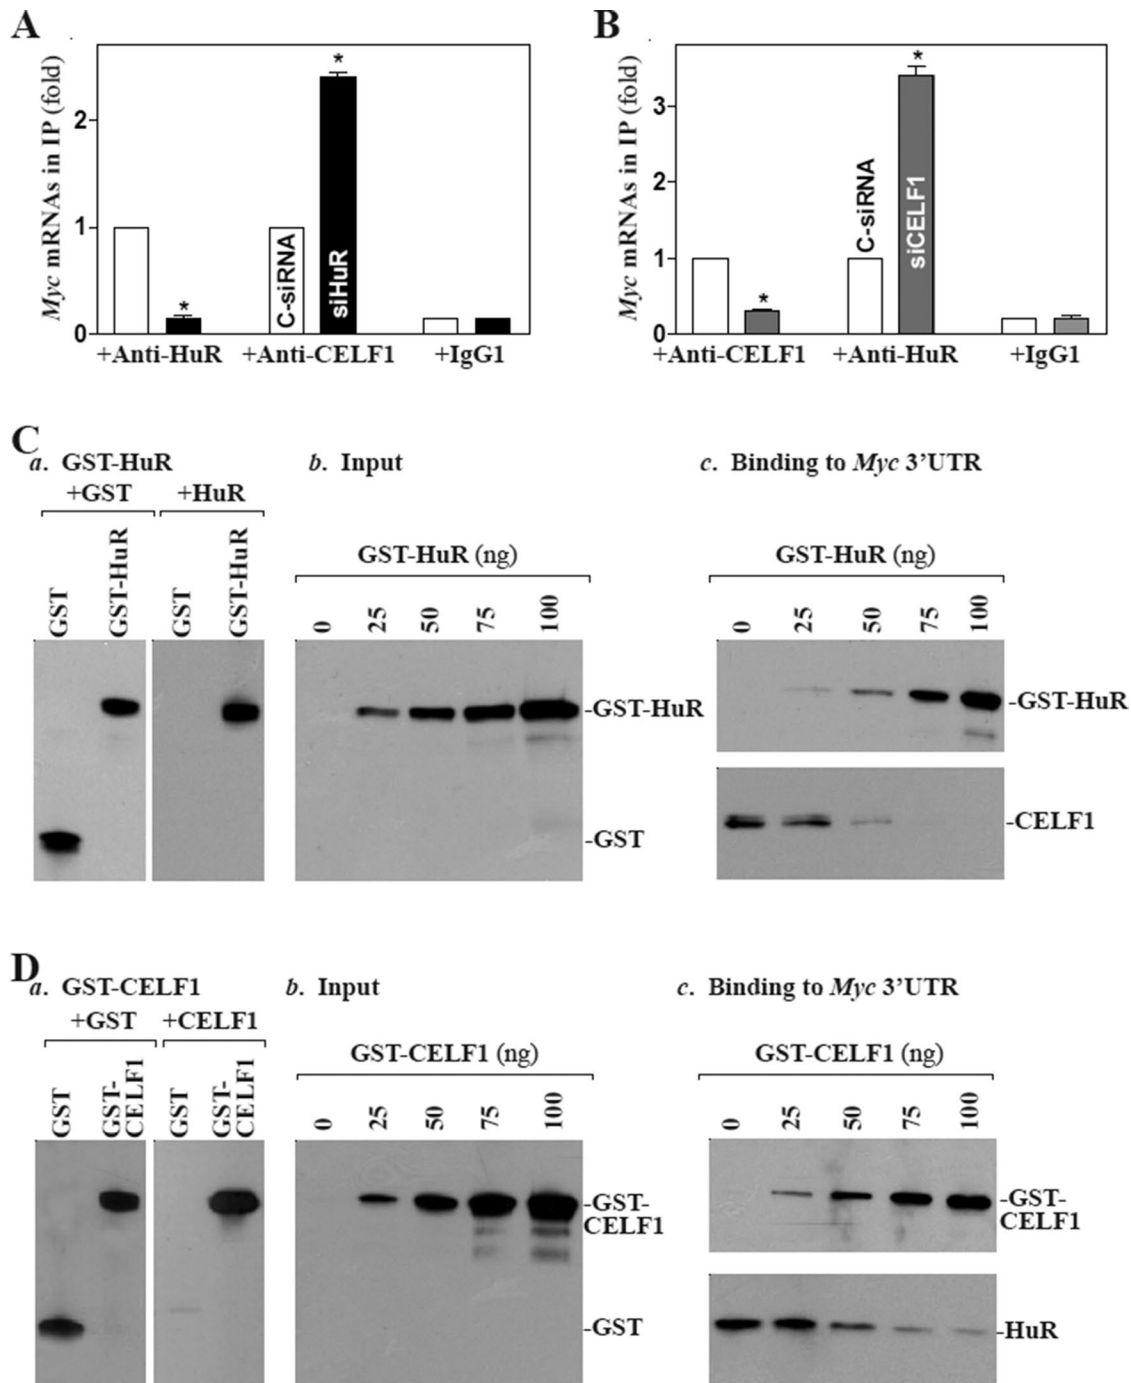 A
Myc mRNAs in IP (fold)
2
1
0
*
C-siRNA
*
siHuR
+Anti-HuR
+Anti-CELF1
+IgG1
B
Myc mRNAs in IP (fold)
3
2
1
0
*
C-siRNA
*
siCELF1
+Anti-CELF1
+Anti-HuR
+IgG1
C
a. GST-HuR
+GST
+HuR
GST
GST-HuR
GST
GST-HuR
b. Input
GST-HuR (ng)
0 25 50 75 100
-GST-HuR
-GST
c. Binding to Myc 3’UTR
GST-HuR (ng)
0 25 50 75 100
-GST-HuR
-CELF1
D
a. GST-CELF1
+GST
+CELF1
GST
GST-
CELF1
GST
GST-
CELF1
b. Input
GST-CELF1 (ng)
0 25 50 75 100
-GST-
CELF1
-GST
c. Binding to Myc 3’UTR
GST-CELF1 (ng)
0 25 50 75 100
-GST-
CELF1
-HuR